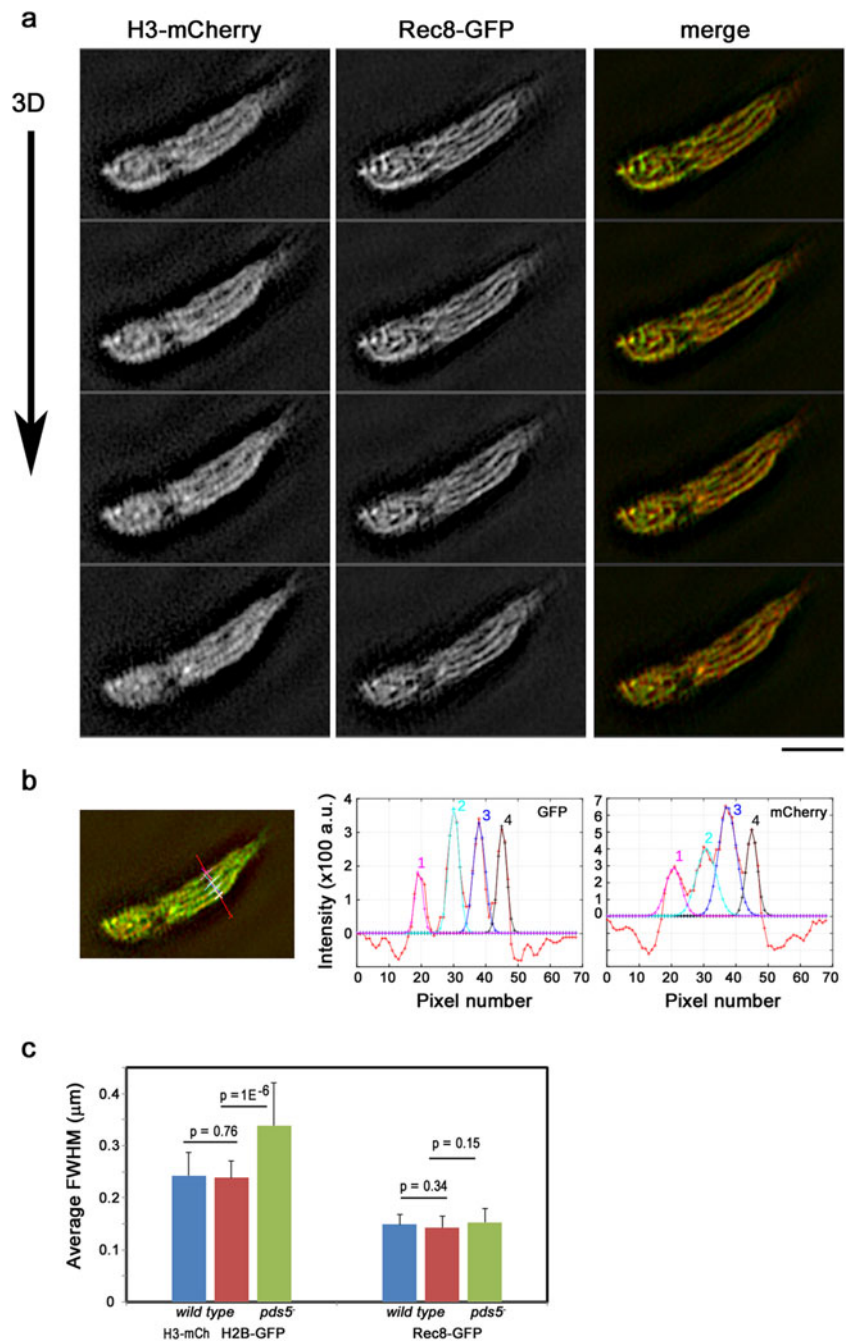 a
H3-mCherry Rec8-GFP merge
3D
b
Intensity (x100 a.u.)
4
3
2
1
0
1 2 3 4 GFP
0 10 20 30 40 50 60 70
Pixel number
7
6
5
4
3
2
1
0
1 2 3 4 mCherry
0 10 20 30 40 50 60 70
Pixel number
c
Average FWHM (μm)
0.4
0.3
0.2
0.1
0
p = 0.76
p =1E-6
p = 0.34
p = 0.15
wild type pds5- wild type pds5-
H3-mCh H2B-GFP Rec8-GFP